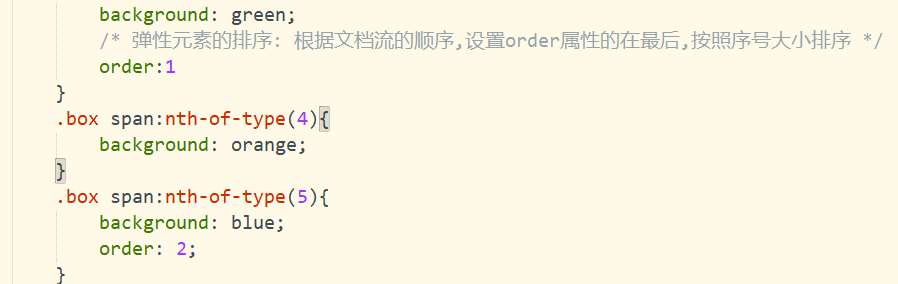 background: green;
/* 弹性元素的排序: 根据文档流的顺序,设置order属性的在最后,按照序号大小排序 */
order:1
}
.box span:nth-of-type(4){
background: orange;
}
.box span:nth-of-type(5){
background: blue;
order: 2;
}